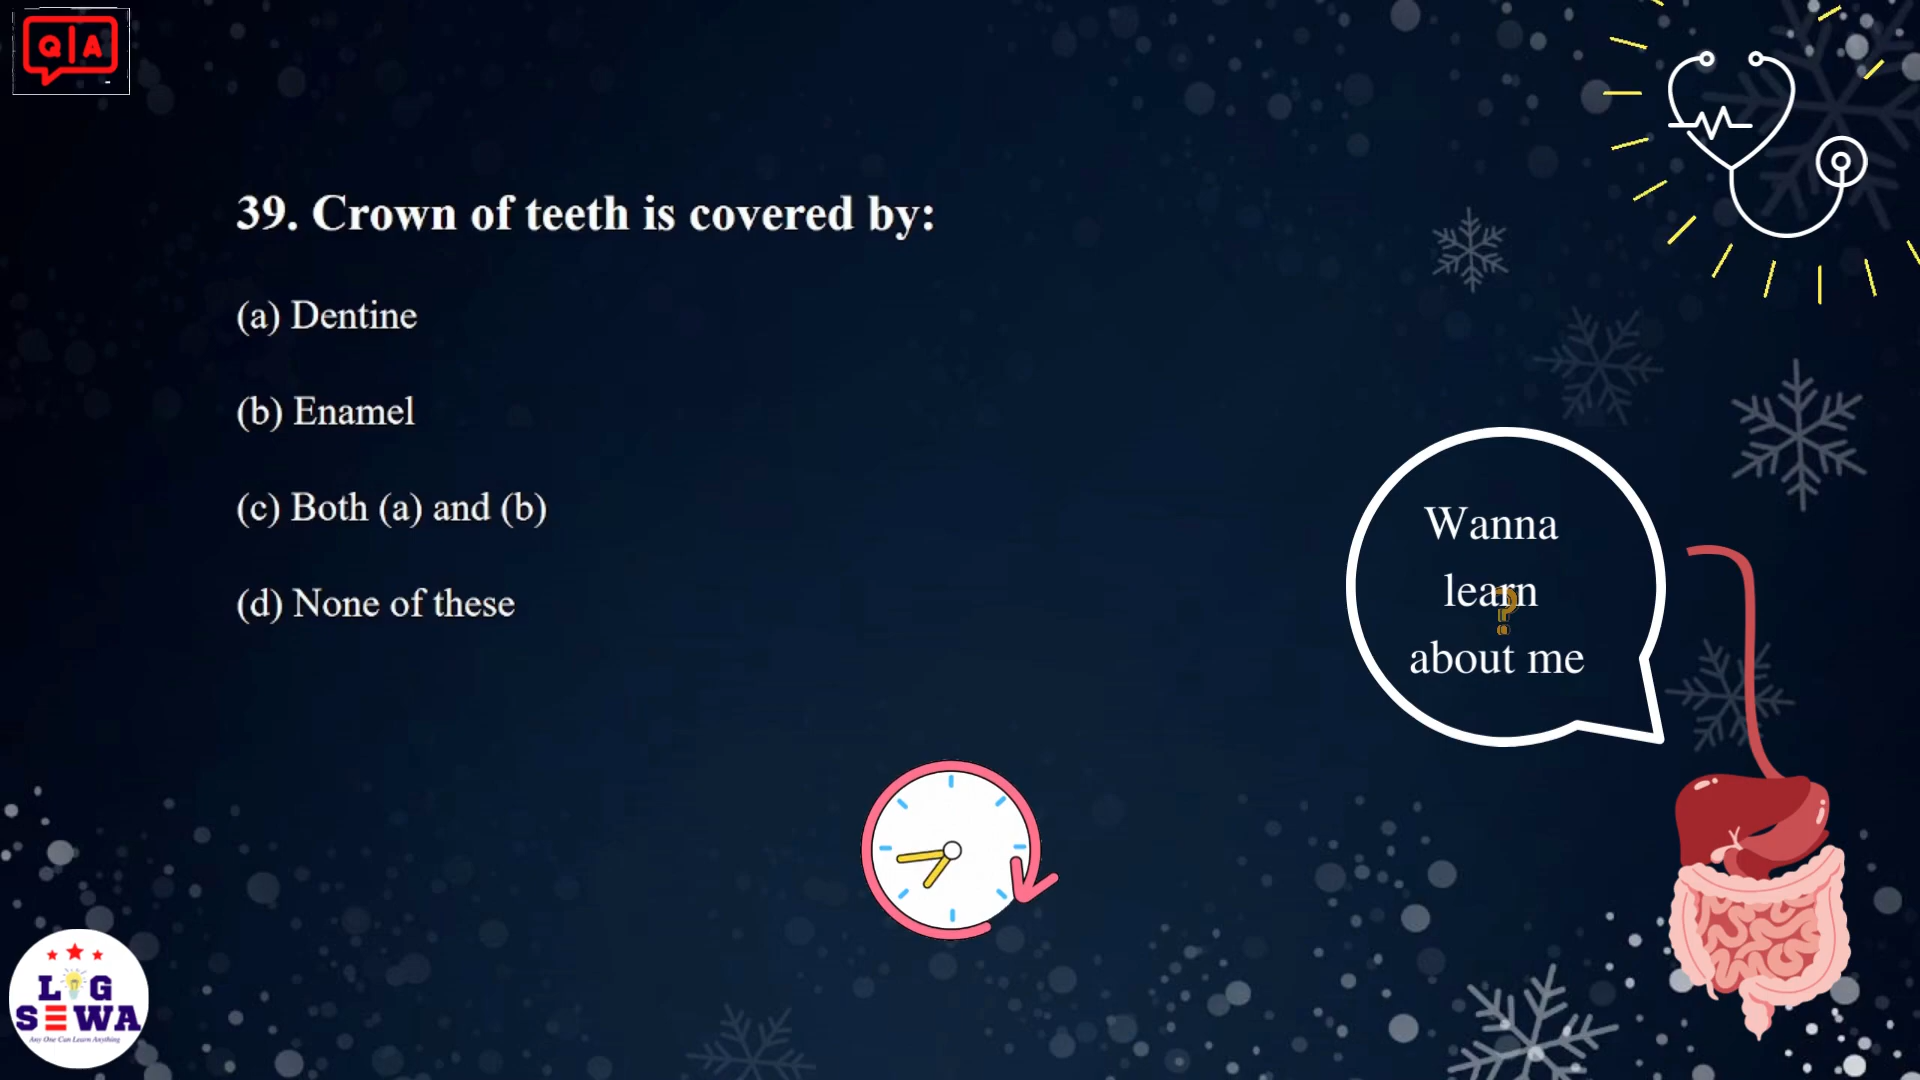 Q|A
39. Crown of teeth is covered by:
(a) Dentine
(b) Enamel
(c) Both (a) and (b)
(d) None of these
Wanna
learn
?
about me
L G
SEWA
Any One Can Learn Anything